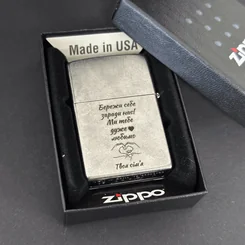 Made in USA
Бережи себе
заради нас!
Ми тебе
дуже
любимо
Твоя сім'я
zippo